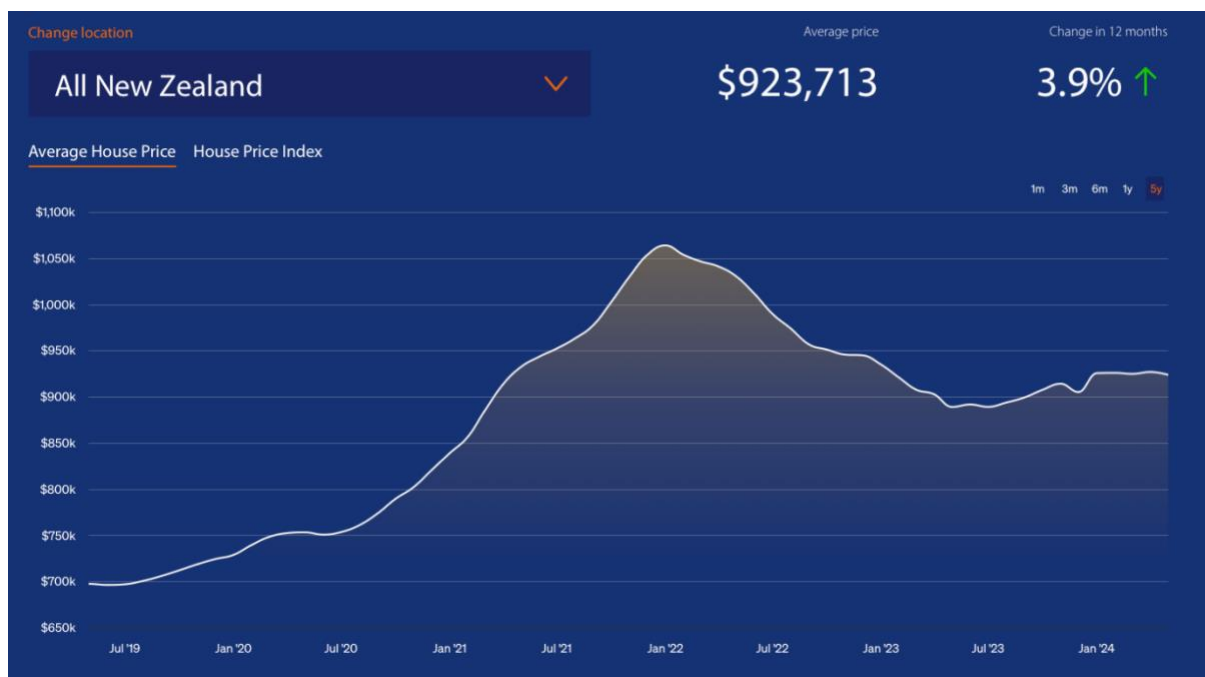 Change location
Average price
Change in 12 months
All New Zealand
$923,713
3.9%
Average House Price House Price Index
1m 3m 6m 1y 5y
$1,100k
$1,050k
$1,000k
$950k
$900k
$850k
$800k
$750k
$700k
$650k
Jul '19 Jan '20 Jul '20 Jan '21 Jul '21 Jan '22 Jul '22 Jan '23 Jul '23 Jan '24